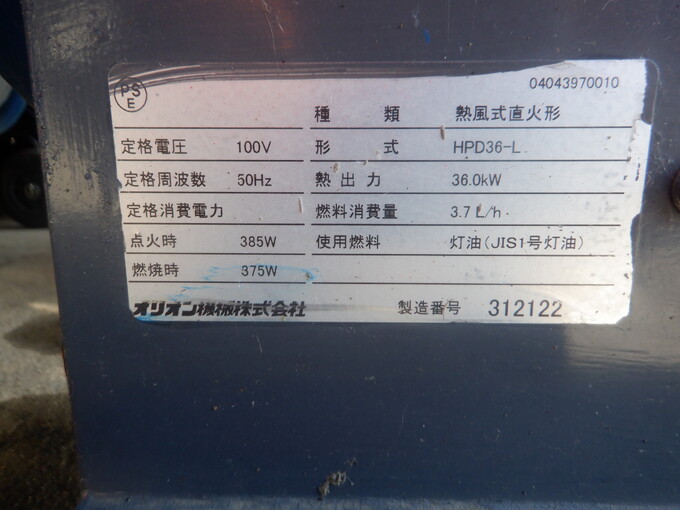 04043970010
PS
E
種類 熱風式直火形
定格電圧 100V 形式 HPD36-L
定格周波数 50Hz 熱出力 36.0kW
定格消費電力 燃料消費量 3.7 L/h
点火時 385W 使用燃料 灯油(JIS1号灯油)
燃焼時 375W
オリオン機械株式会社 製造番号 312122